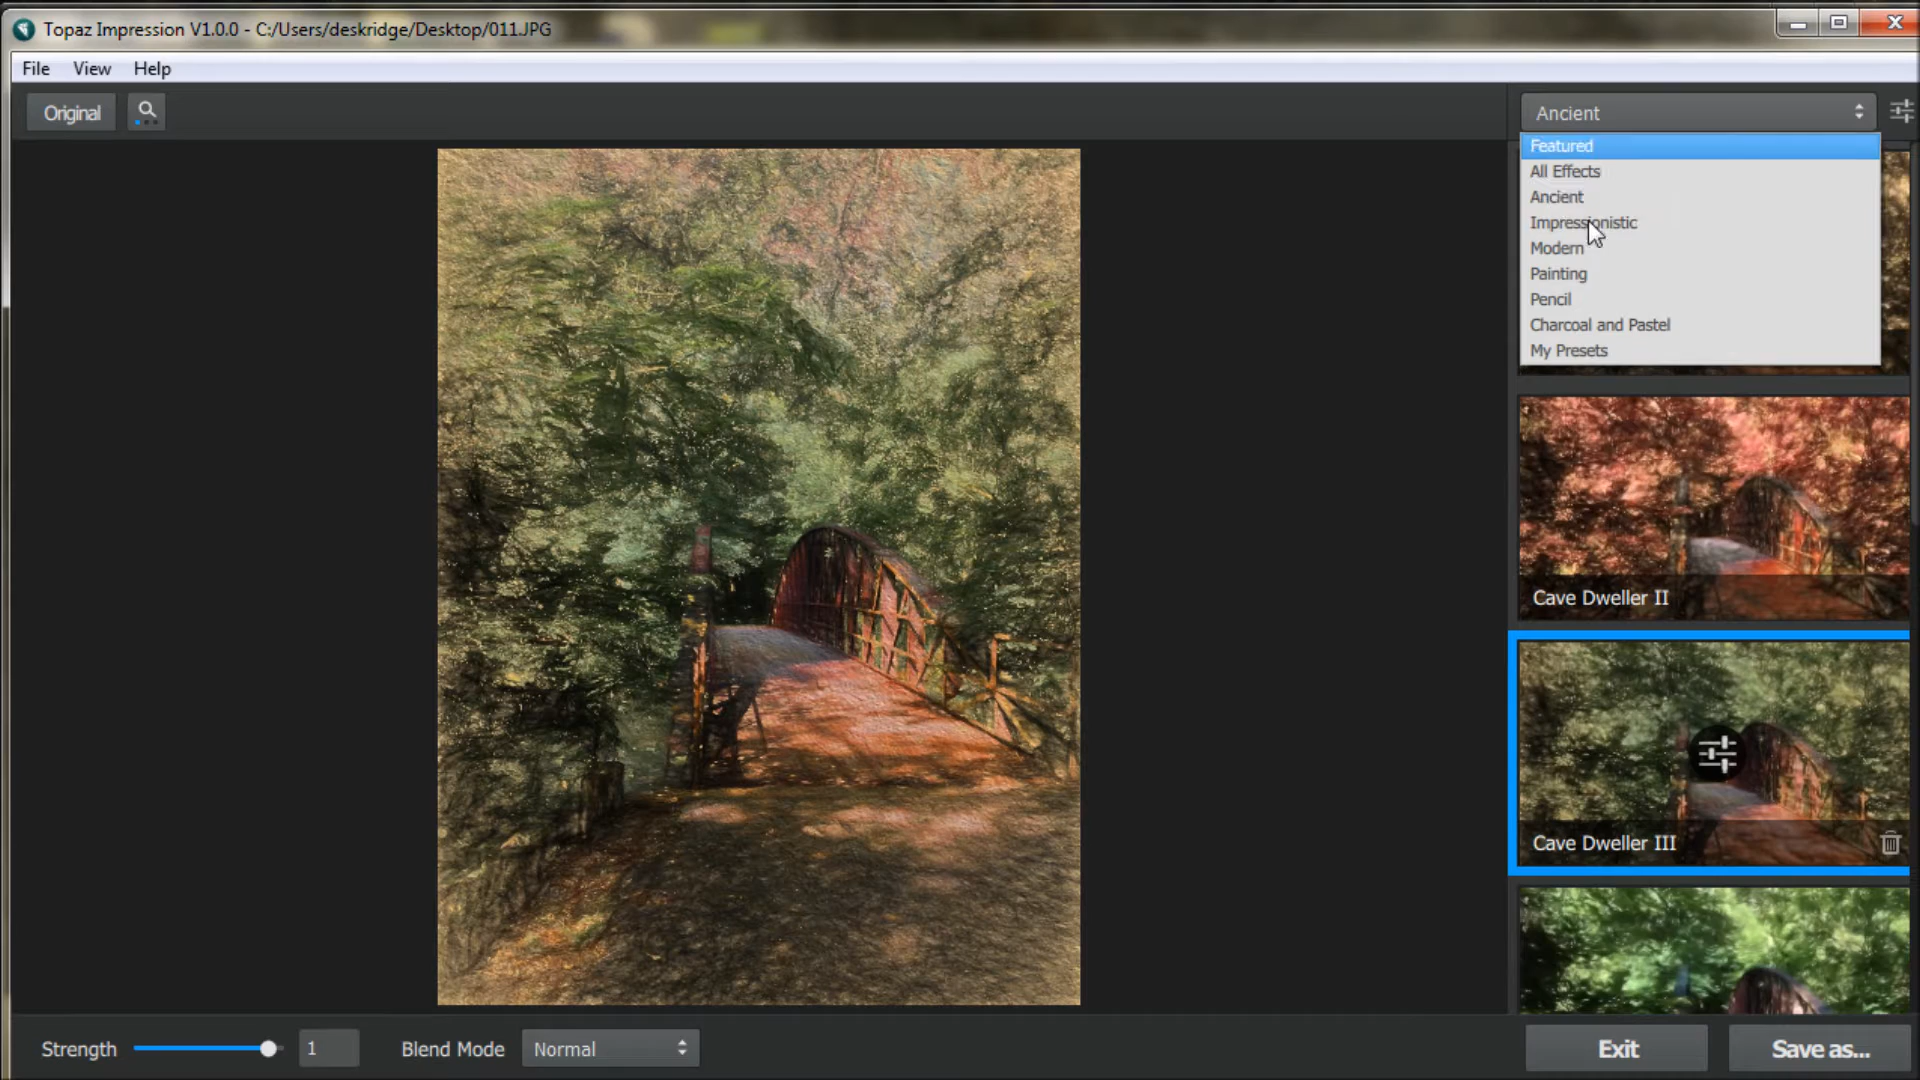 Topaz Impression V1.0.0 - C:/Users/deskridge/Desktop/011.JPG
File View Help
Original
Ancient
Featured
All Effects
Ancient
Impressionistic
Modern
Painting
Pencil
Charcoal and Pastel
My Presets
Cave Dweller II
Cave Dweller III
Strength 1 Blend Mode Normal Exit Save as...